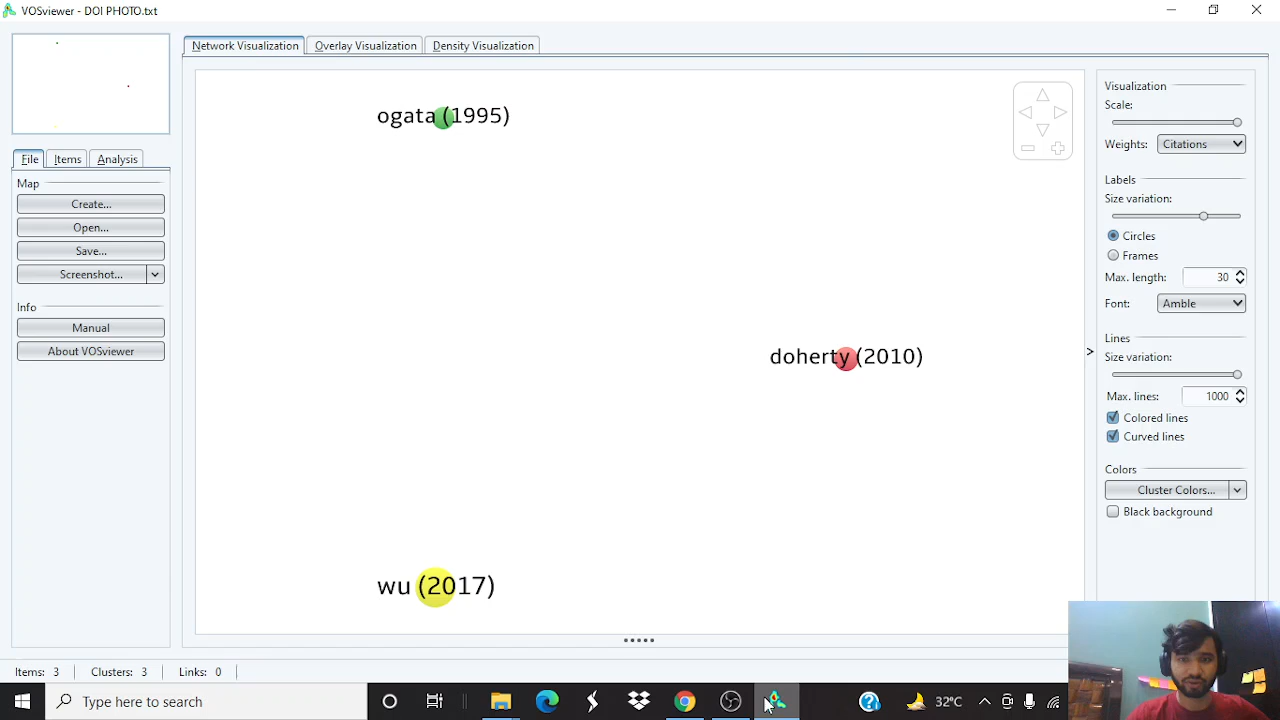 VOSviewer - DOI PHOTO.txt
Network Visualization
Overlay Visualization
Density Visualization
File
Items
Analysis
Map
Create...
Open...
Save...
Screenshot...
Info
Manual
About VOSviewer
ogata (1995)
doherty (2010)
wu (2017)
Visualization
Scale:
Weights: Citations
Labels
Size variation:
Circles
Frames
Max. length: 30
Font: Amble
Lines
Size variation:
Max. lines: 1000
Colored lines
Curved lines
Colors
Cluster Colors...
Black background
Items: 3
Clusters: 3
Links: 0
Type here to search
32°C